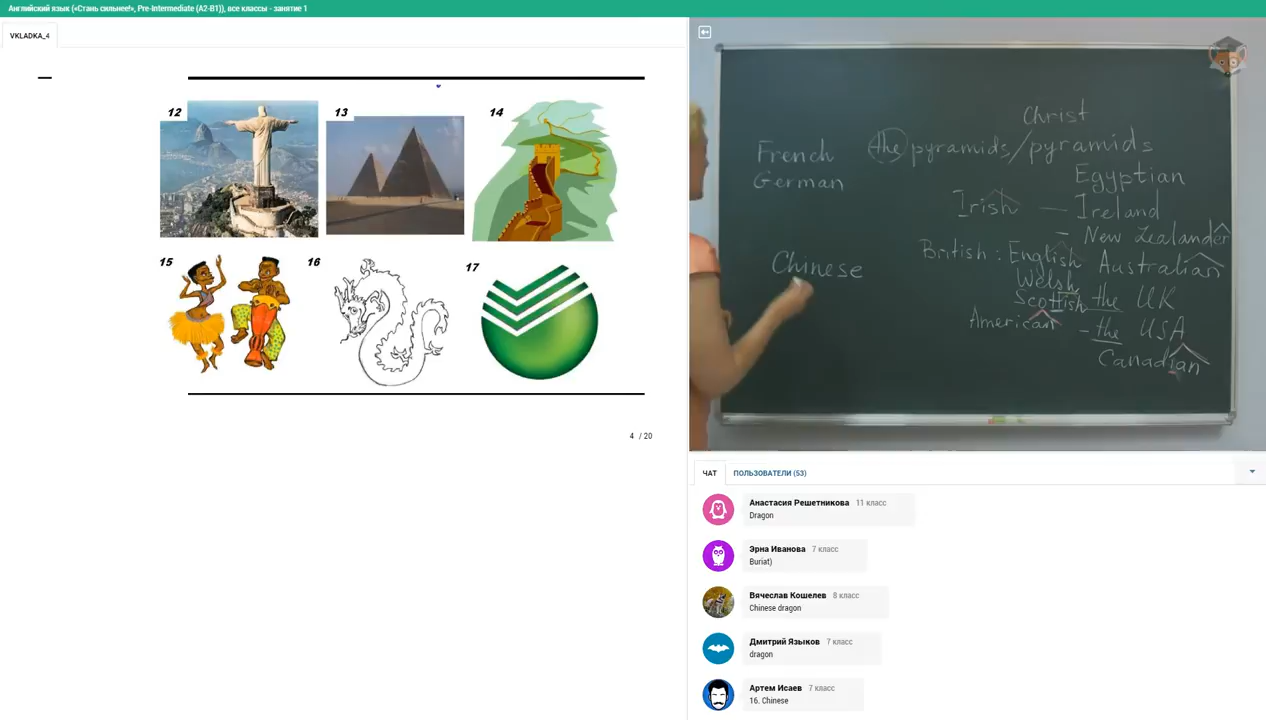 Английский язык («Стань сильнее!», Pre-Intermediate (A2-B1)), все классы - занятие 1
VKLADKA_4
12
13
14
15
16
17
4 / 20
Christ
French
the pyramids/pyramids
German
Egyptian
Irish — Ireland
- New Zealander
British : English Australian
Chinese
Welsh
Scottish the UK
American - the USA
Canadian
ЧАТ
ПОЛЬЗОВАТЕЛИ (53)
Анастасия Решетникова 11 класс
Dragon
Эрна Иванова 7 класс
Buriat)
Вячеслав Кошелев 8 класс
Chinese dragon
Дмитрий Языков 7 класс
dragon
Артем Исаев 7 класс
16. Chinese